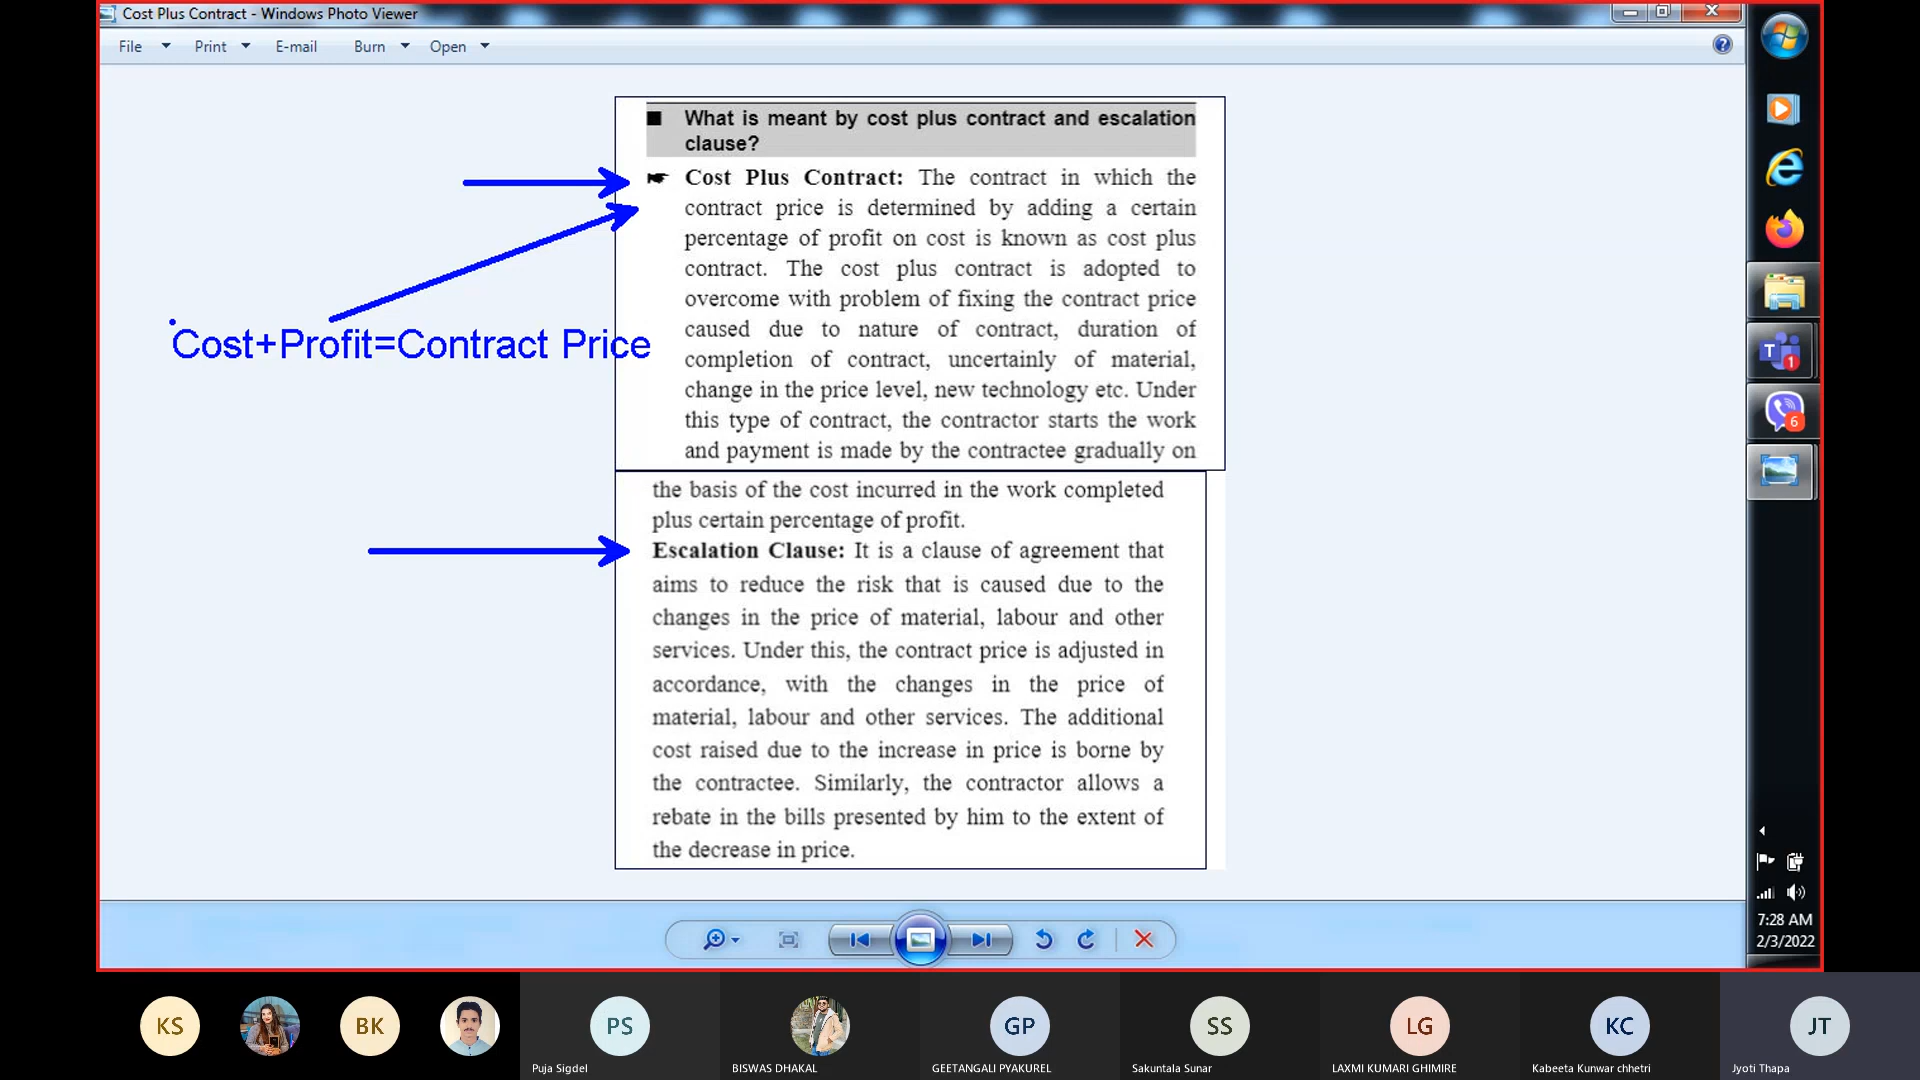 Cost Plus Contract - Windows Photo Viewer
File Print E-mail Burn Open
What is meant by cost plus contract and escalation
clause?
Cost Plus Contract: The contract in which the
contract price is determined by adding a certain
percentage of profit on cost is known as cost plus
contract. The cost plus contract is adopted to
overcome with problem of fixing the contract price
caused due to nature of contract, duration of
completion of contract, uncertainly of material,
change in the price level, new technology etc. Under
this type of contract, the contractor starts the work
and payment is made by the contractee gradually on
the basis of the cost incurred in the work completed
plus certain percentage of profit.
Escalation Clause: It is a clause of agreement that
aims to reduce the risk that is caused due to the
changes in the price of material, labour and other
services. Under this, the contract price is adjusted in
accordance, with the changes in the price of
material, labour and other services. The additional
cost raised due to the increase in price is borne by
the contractee. Similarly, the contractor allows a
rebate in the bills presented by him to the extent of
the decrease in price.
Cost+Profit=Contract Price
T
1
6
7:28 AM
2/3/2022
KS BK PS GP SS LG KC JT
Puja Sigdel BISWAS DHAKAL GEETANGALI PYAKUREL Sakuntala Sunar LAXMI KUMARI GHIMIRE Kabeeta Kunwar chhetri Jyoti Thapa